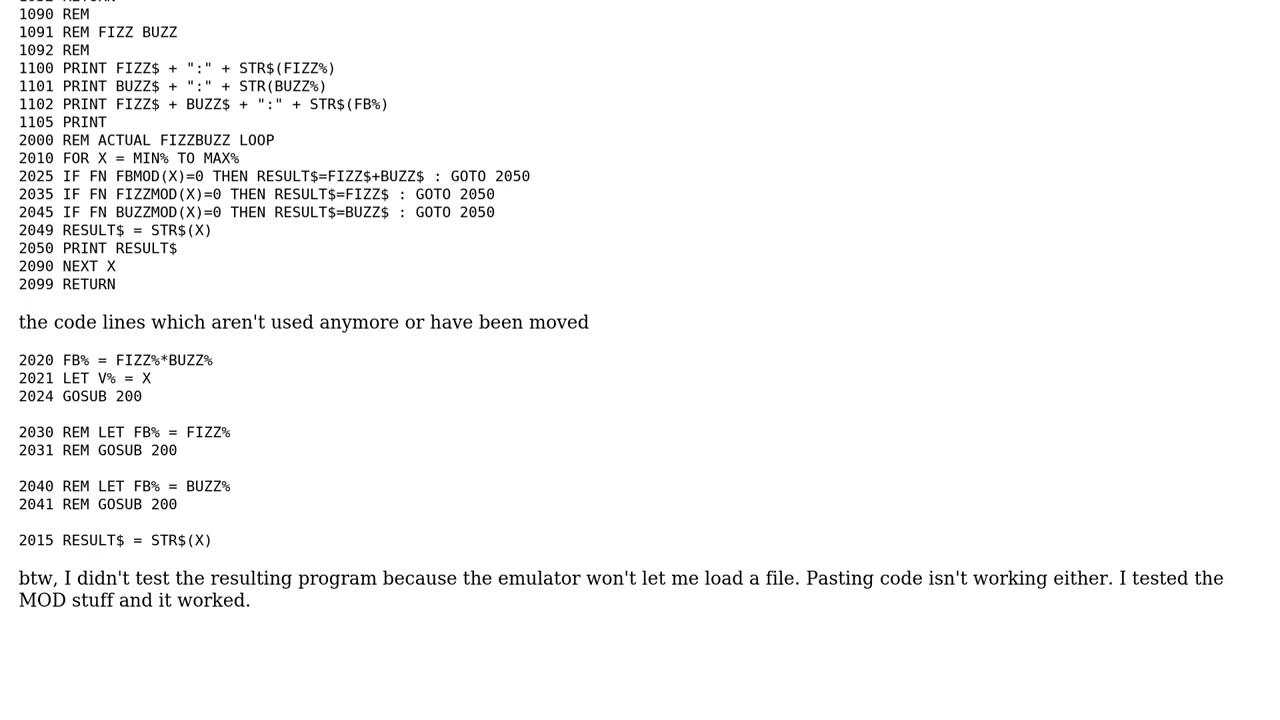 1090 REM
1091 REM FIZZ BUZZ
1092 REM
1100 PRINT FIZZ$ + ":" + STR$(FIZZ%)
1101 PRINT BUZZ$ + ":" + STR(BUZZ%)
1102 PRINT FIZZ$ + BUZZ$ + ":" + STR$(FB%)
1105 PRINT
2000 REM ACTUAL FIZZBUZZ LOOP
2010 FOR X = MIN% TO MAX%
2025 IF FN FBMOD(X)=0 THEN RESULT$=FIZZ$+BUZZ$ : GOTO 2050
2035 IF FN FIZZMOD(X)=0 THEN RESULT$=FIZZ$ : GOTO 2050
2045 IF FN BUZZMOD(X)=0 THEN RESULT$=BUZZ$ : GOTO 2050
2049 RESULT$ = STR$(X)
2050 PRINT RESULT$
2090 NEXT X
2099 RETURN
the code lines which aren't used anymore or have been moved
2020 FB% = FIZZ%*BUZZ%
2021 LET V% = X
2024 GOSUB 200
2030 REM LET FB% = FIZZ%
2031 REM GOSUB 200
2040 REM LET FB% = BUZZ%
2041 REM GOSUB 200
2015 RESULT$ = STR$(X)
btw, I didn't test the resulting program because the emulator won't let me load a file. Pasting code isn't working either. I tested the
MOD stuff and it worked.